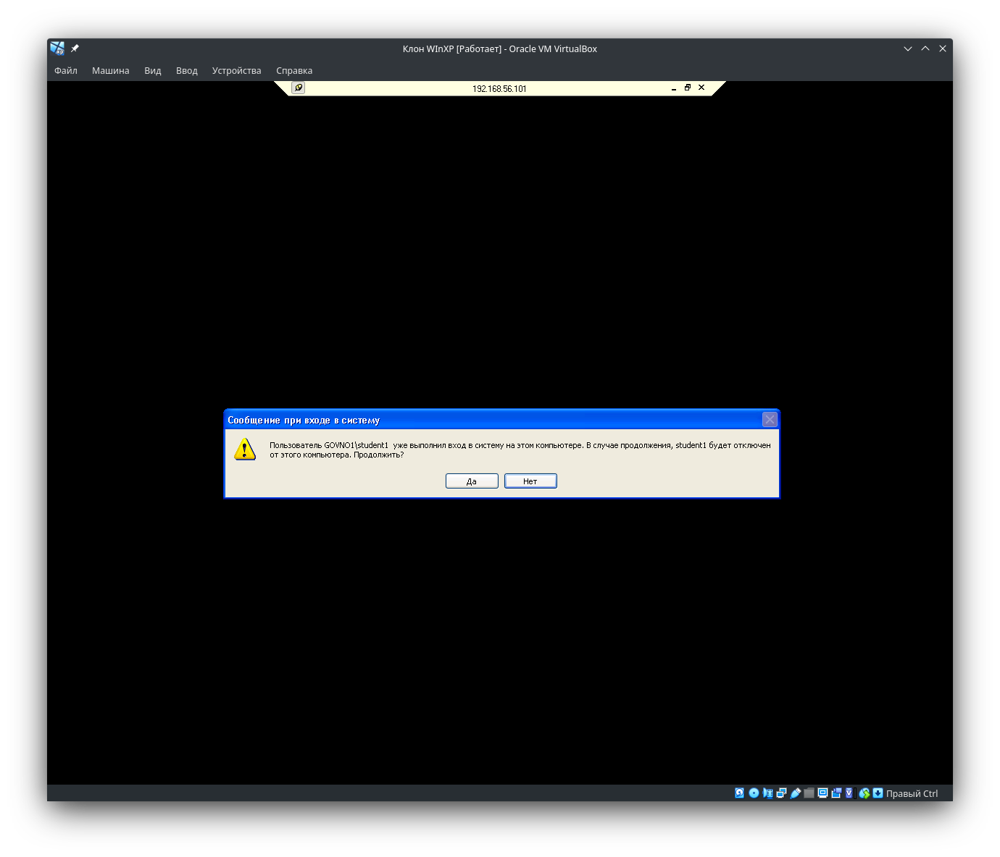 Клон WInXP [Работает] - Oracle VM VirtualBox
Файл Машина Вид Ввод Устройства Справка
192.168.56.101
Сообщение при входе в систему
Пользователь GOVNO1\student1 уже выполнил вход в систему на этом компьютере. В случае продолжения, student1 будет отключен
от этого компьютера. Продолжить?
Да Нет
Правый Ctrl